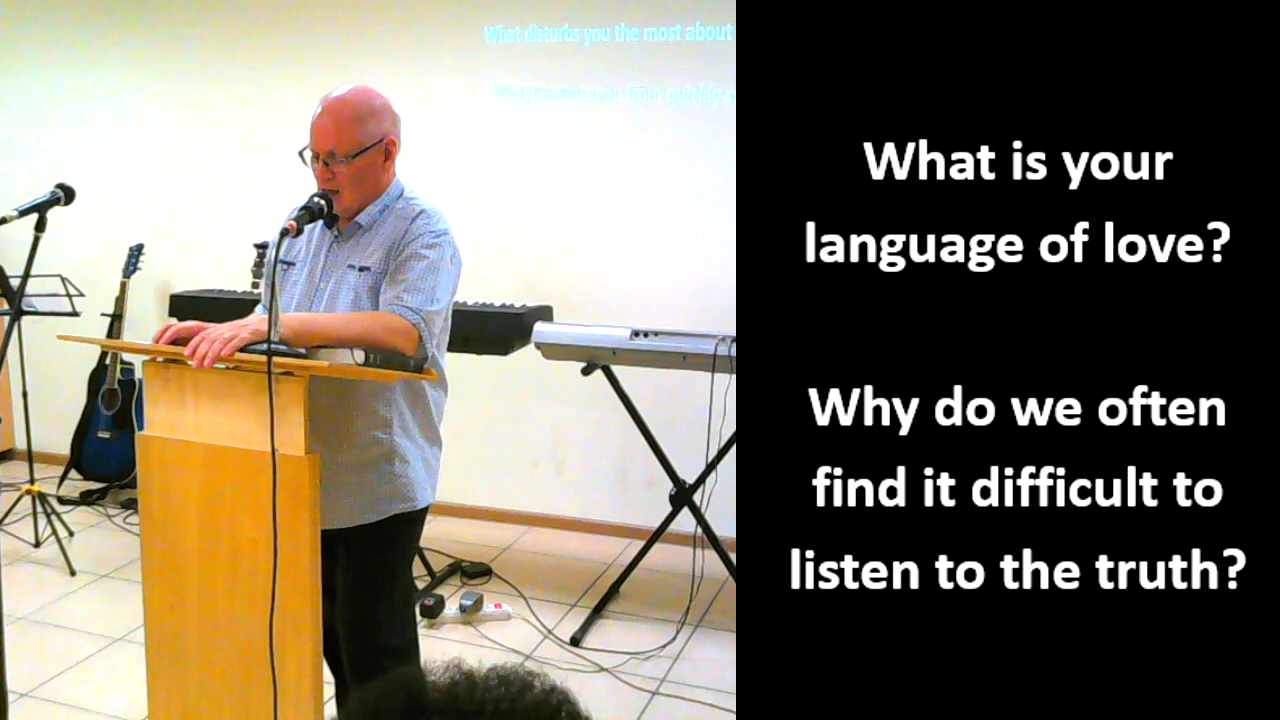 What disturbs you the most about
What is your
language of love?
Why do we often
find it difficult to
listen to the truth?